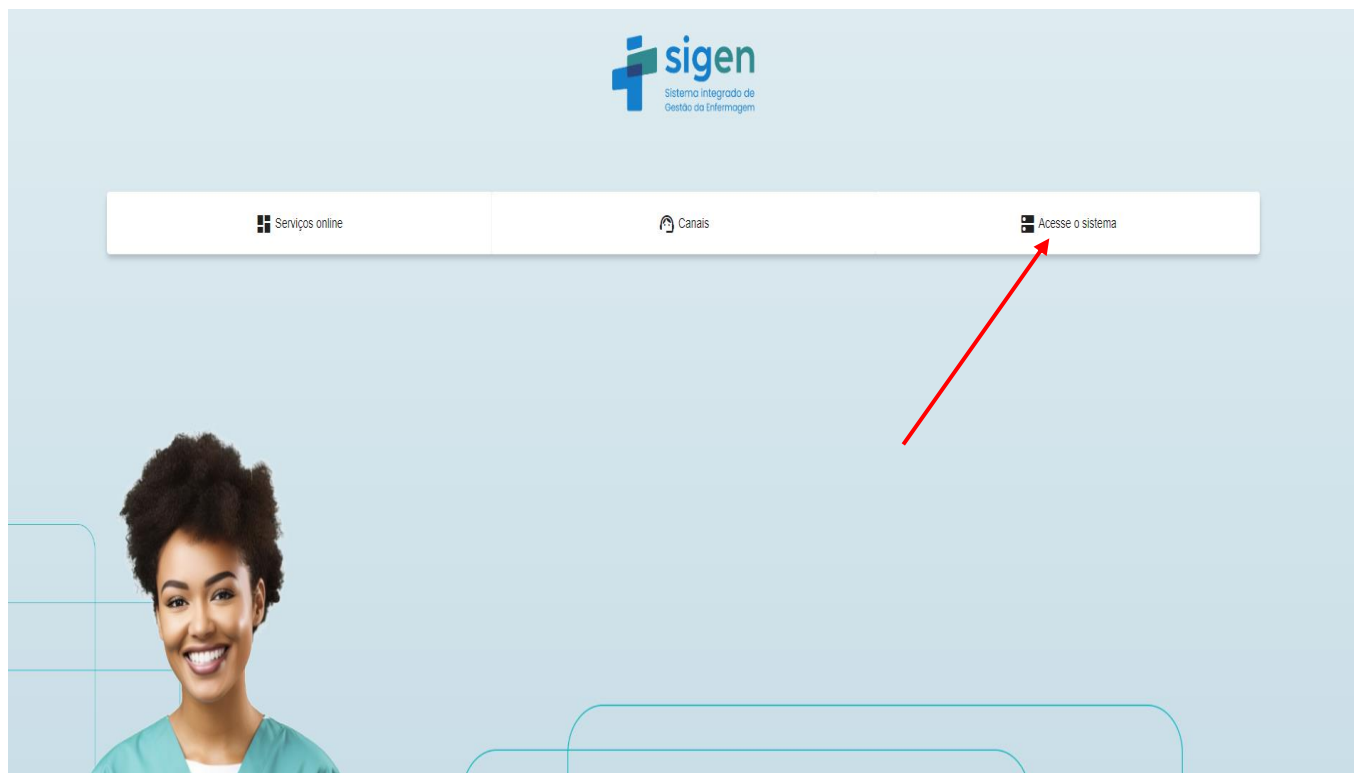 sigen
Sistema integrado de
Gestão da Enfermagem
Serviços online
Canais
Acesse o sistema